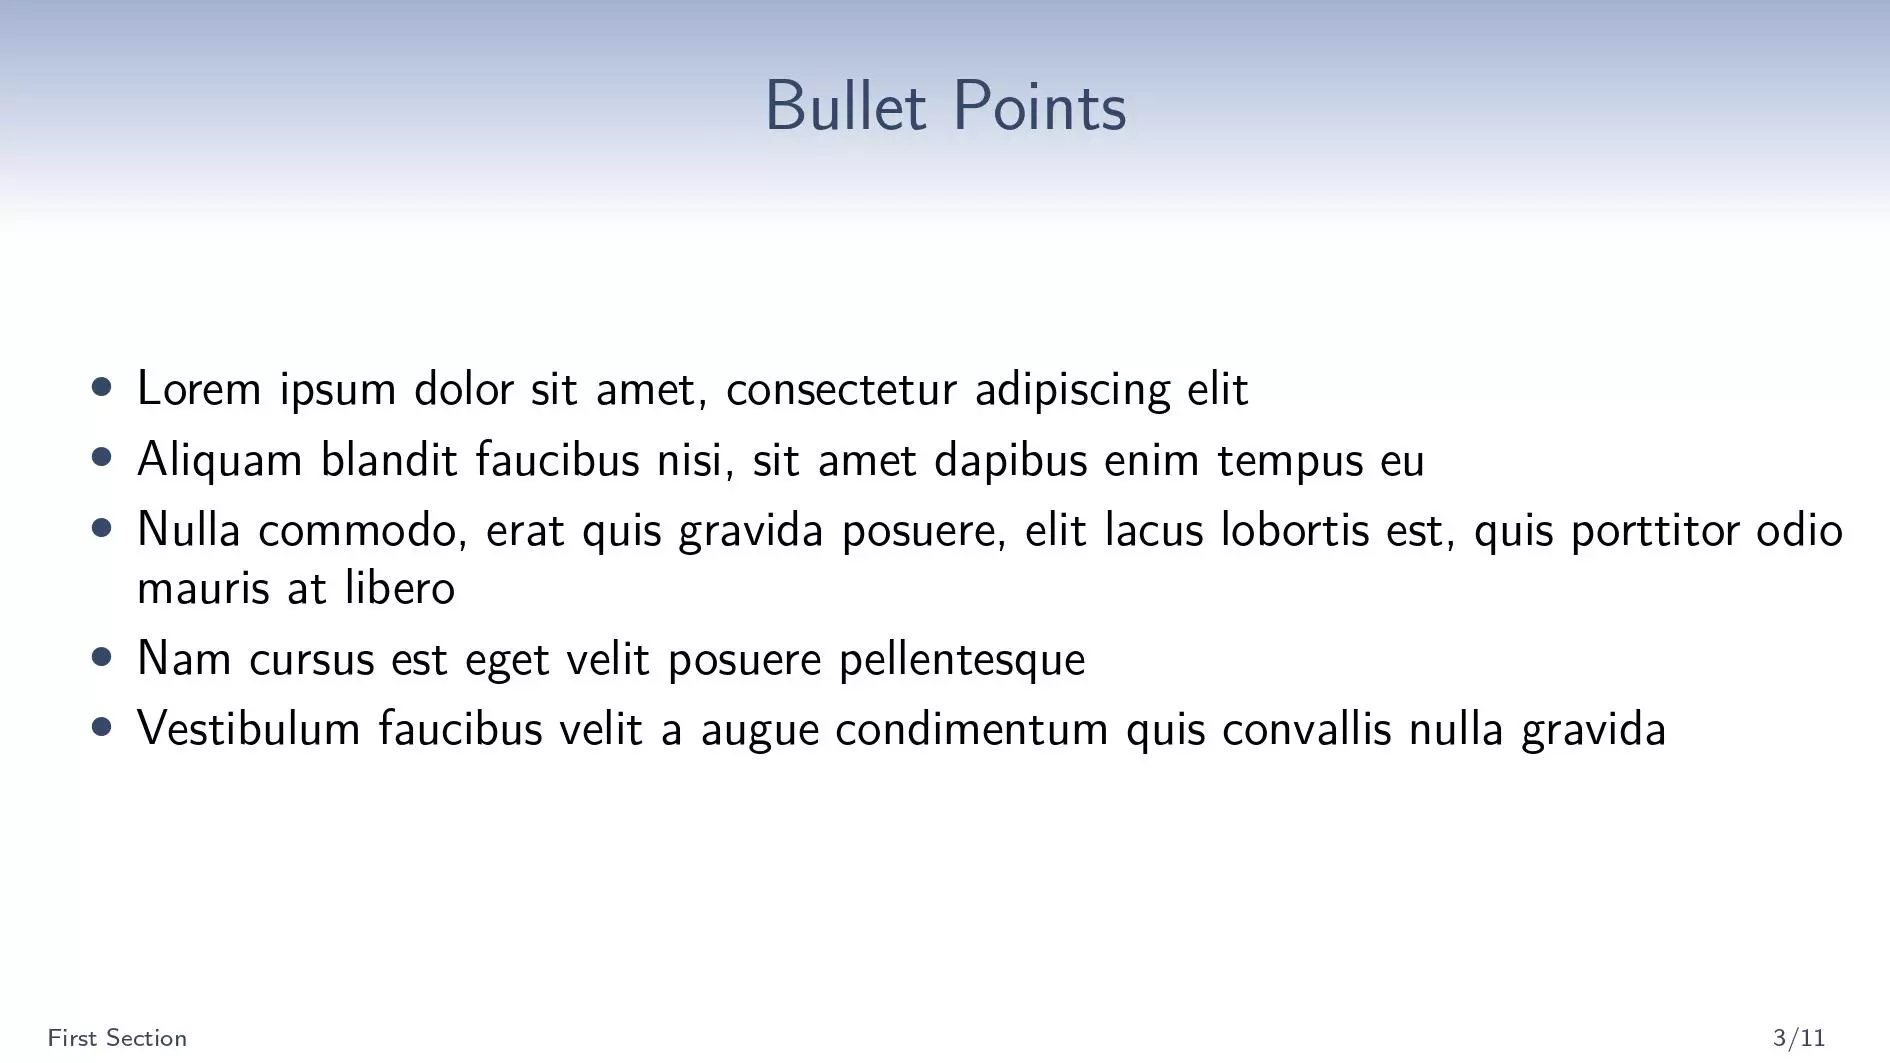 Bullet Points
• Lorem ipsum dolor sit amet, consectetur adipiscing elit
• Aliquam blandit faucibus nisi, sit amet dapibus enim tempus eu
• Nulla commodo, erat quis gravida posuere, elit lacus lobortis est, quis porttitor odio
mauris at libero
• Nam cursus est eget velit posuere pellentesque
• Vestibulum faucibus velit a augue condimentum quis convallis nulla gravida
First Section
3/11